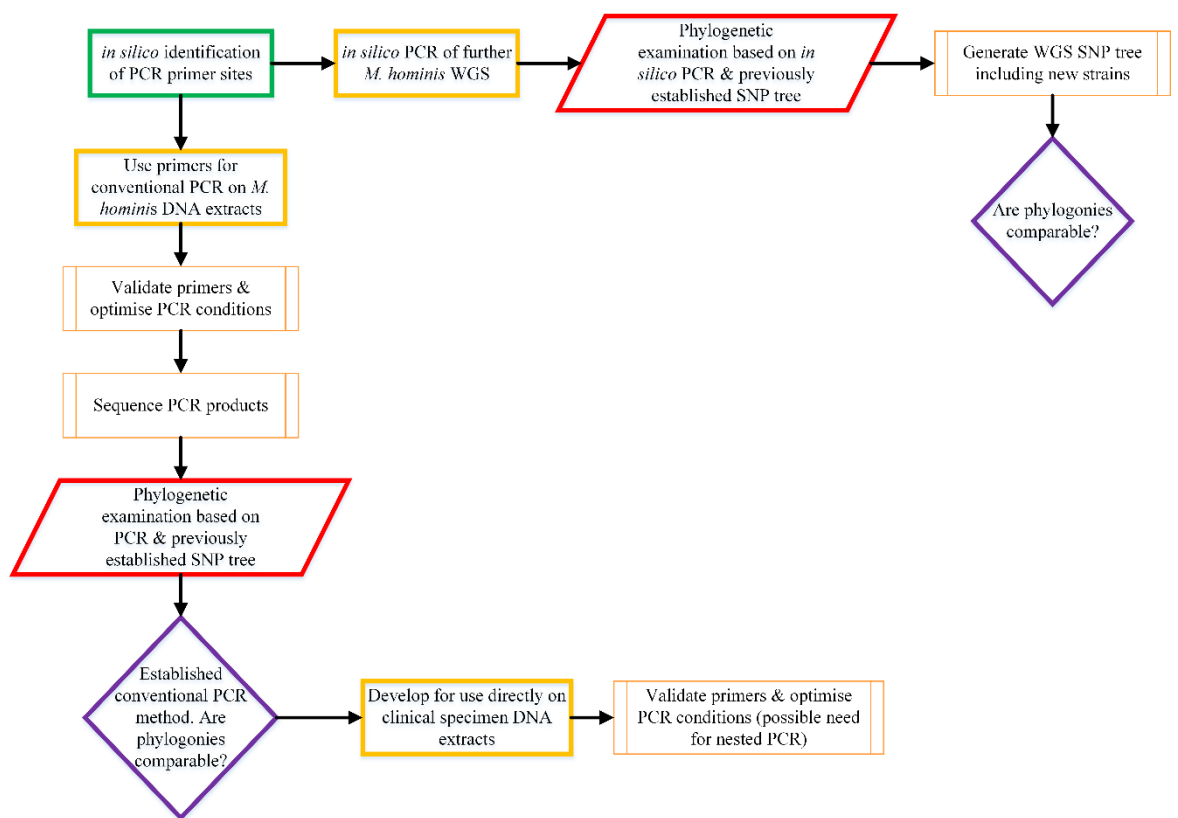 in silico identification
of PCR primer sites
in silico PCR of further
M. hominis WGS
Phylogenetic
examination based on in
silico PCR & previously
established SNP tree
Generate WGS SNP tree
including new strains
Are phylogonies
comparable?
Use primers for
conventional PCR on M.
hominis DNA extracts
Validate primers &
optimise PCR conditions
Sequence PCR products
Phylogenetic
examination based on
PCR & previously
established SNP tree
Established
conventional PCR
method. Are
phylogonies
comparable?
Develop for use directly on
clinical specimen DNA
extracts
Validate primers & optimise
PCR conditions (possible need
for nested PCR)